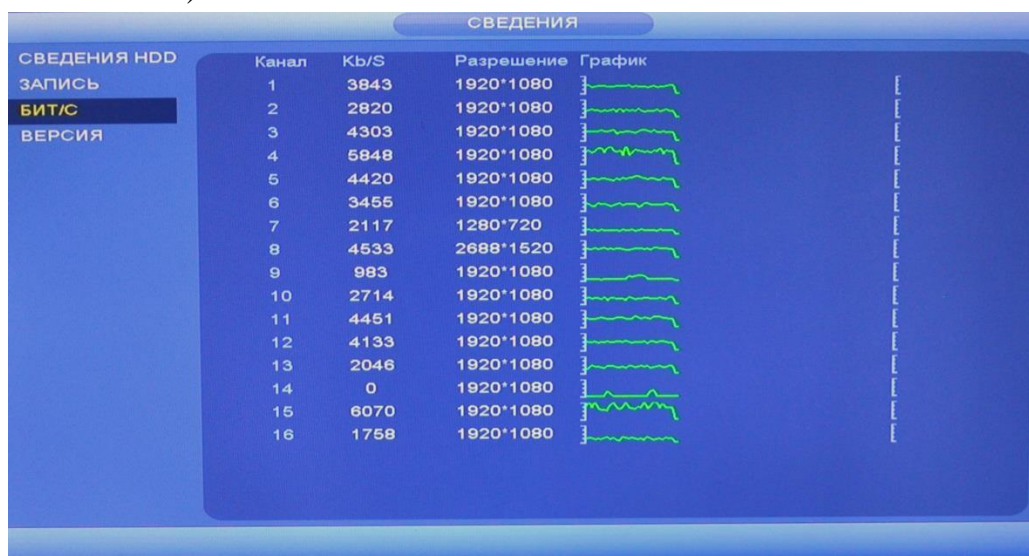 )
СВЕДЕНИЯ
СВЕДЕНИЯ HDD
ЗАПИСЬ
БИТ/С
ВЕРСИЯ
Канал Kb/S Разрешение График
1 3843 1920*1080
2 2820 1920*1080
3 4303 1920*1080
4 5848 1920*1080
5 4420 1920*1080
6 3455 1920*1080
7 2117 1280*720
8 4533 2688*1520
9 983 1920*1080
10 2714 1920*1080
11 4451 1920*1080
12 4133 1920*1080
13 2046 1920*1080
14 0 1920*1080
15 6070 1920*1080
16 1758 1920*1080